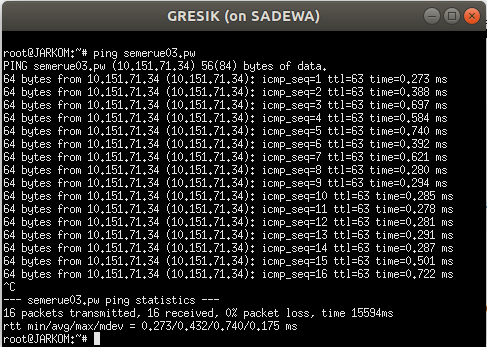 GRESIK (on SADEWA)
root@JARKOM:~# ping semerue03.pw
PING semerue03.pw (10.151.71.34) 56(84) bytes of data.
64 bytes from 10.151.71.34 (10.151.71.34): icmp_seq=1 ttl=63 time=0.273 ms
64 bytes from 10.151.71.34 (10.151.71.34): icmp_seq=2 ttl=63 time=0.388 ms
64 bytes from 10.151.71.34 (10.151.71.34): icmp_seq=3 ttl=63 time=0.697 ms
64 bytes from 10.151.71.34 (10.151.71.34): icmp_seq=4 ttl=63 time=0.584 ms
64 bytes from 10.151.71.34 (10.151.71.34): icmp_seq=5 ttl=63 time=0.740 ms
64 bytes from 10.151.71.34 (10.151.71.34): icmp_seq=6 ttl=63 time=0.392 ms
64 bytes from 10.151.71.34 (10.151.71.34): icmp_seq=7 ttl=63 time=0.621 ms
64 bytes from 10.151.71.34 (10.151.71.34): icmp_seq=8 ttl=63 time=0.280 ms
64 bytes from 10.151.71.34 (10.151.71.34): icmp_seq=9 ttl=63 time=0.294 ms
64 bytes from 10.151.71.34 (10.151.71.34): icmp_seq=10 ttl=63 time=0.285 ms
64 bytes from 10.151.71.34 (10.151.71.34): icmp_seq=11 ttl=63 time=0.278 ms
64 bytes from 10.151.71.34 (10.151.71.34): icmp_seq=12 ttl=63 time=0.281 ms
64 bytes from 10.151.71.34 (10.151.71.34): icmp_seq=13 ttl=63 time=0.291 ms
64 bytes from 10.151.71.34 (10.151.71.34): icmp_seq=14 ttl=63 time=0.287 ms
64 bytes from 10.151.71.34 (10.151.71.34): icmp_seq=15 ttl=63 time=0.501 ms
64 bytes from 10.151.71.34 (10.151.71.34): icmp_seq=16 ttl=63 time=0.722 ms
^C
--- semerue03.pw ping statistics ---
16 packets transmitted, 16 received, 0% packet loss, time 15594ms
rtt min/avg/max/mdev = 0.273/0.432/0.740/0.175 ms
root@JARKOM:~#